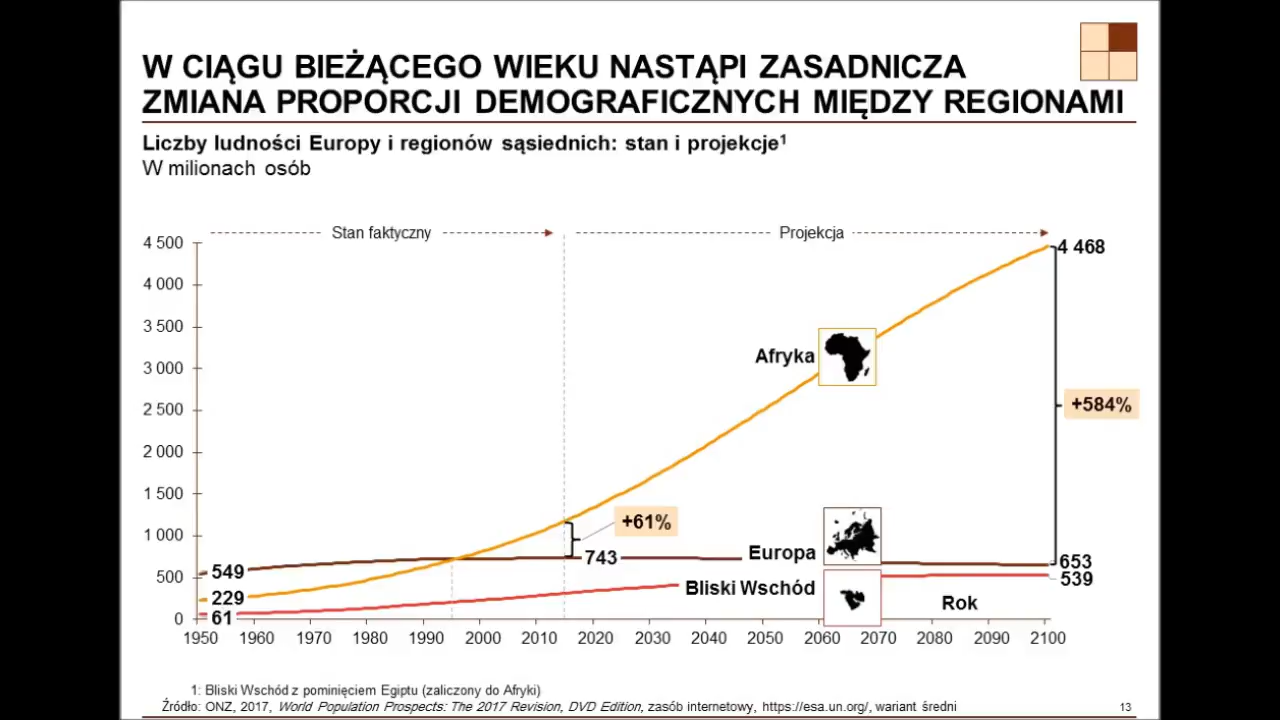 W CIĄGU BIEŻĄCEGO WIEKU NASTĄPI ZASADNICZA
ZMIANA PROPORCJI DEMOGRAFICZNYCH MIĘDZY REGIONAMI
Liczby ludności Europy i regionów sąsiednich: stan i projekcje¹
W milionach osób
Stan faktyczny
Projekcja
4 500
4 000
3 500
3 000
2 500
2 000
1 500
1 000
500
0
4 468
Afryka
+584%
+61%
743
Europa
653
549
539
Bliski Wschód
229
Rok
61
1950 1960 1970 1980 1990 2000 2010 2020 2030 2040 2050 2060 2070 2080 2090 2100
1: Bliski Wschód z pominięciem Egiptu (zaliczony do Afryki)
Źródło: ONZ, 2017, World Population Prospects: The 2017 Revision, DVD Edition, zasób internetowy, https://esa.un.org/, wariant średni
13